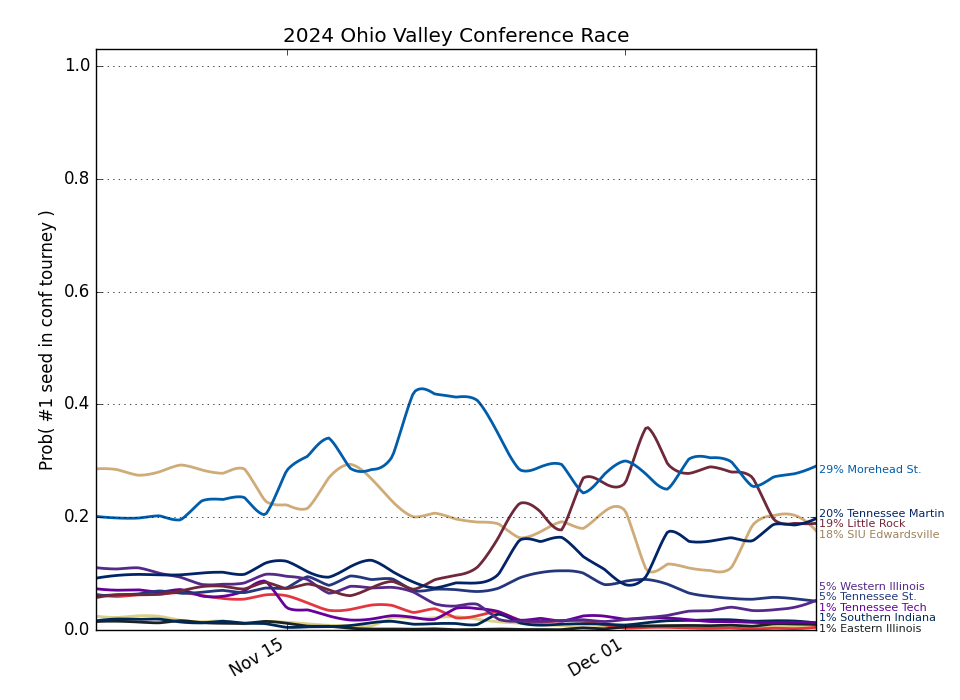 2024 Ohio Valley Conference Race
Prob( #1 seed in conf tourney )
1.0
0.8
0.6
0.4
0.2
0.0
Nov 15
Dec 01
29% Morehead St.
20% Tennessee Martin
19% Little Rock
18% SIU Edwardsville
5% Western Illinois
5% Tennessee St.
1% Tennessee Tech
1% Southern Indiana
1% Eastern Illinois